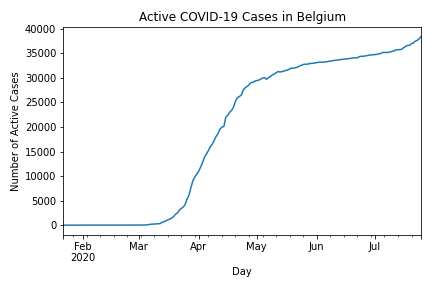 Active COVID-19 Cases in Belgium
40000
35000
30000
25000
20000
15000
10000
5000
0
Number of Active Cases
Feb
2020
Mar
Apr
May
Jun
Jul
Day